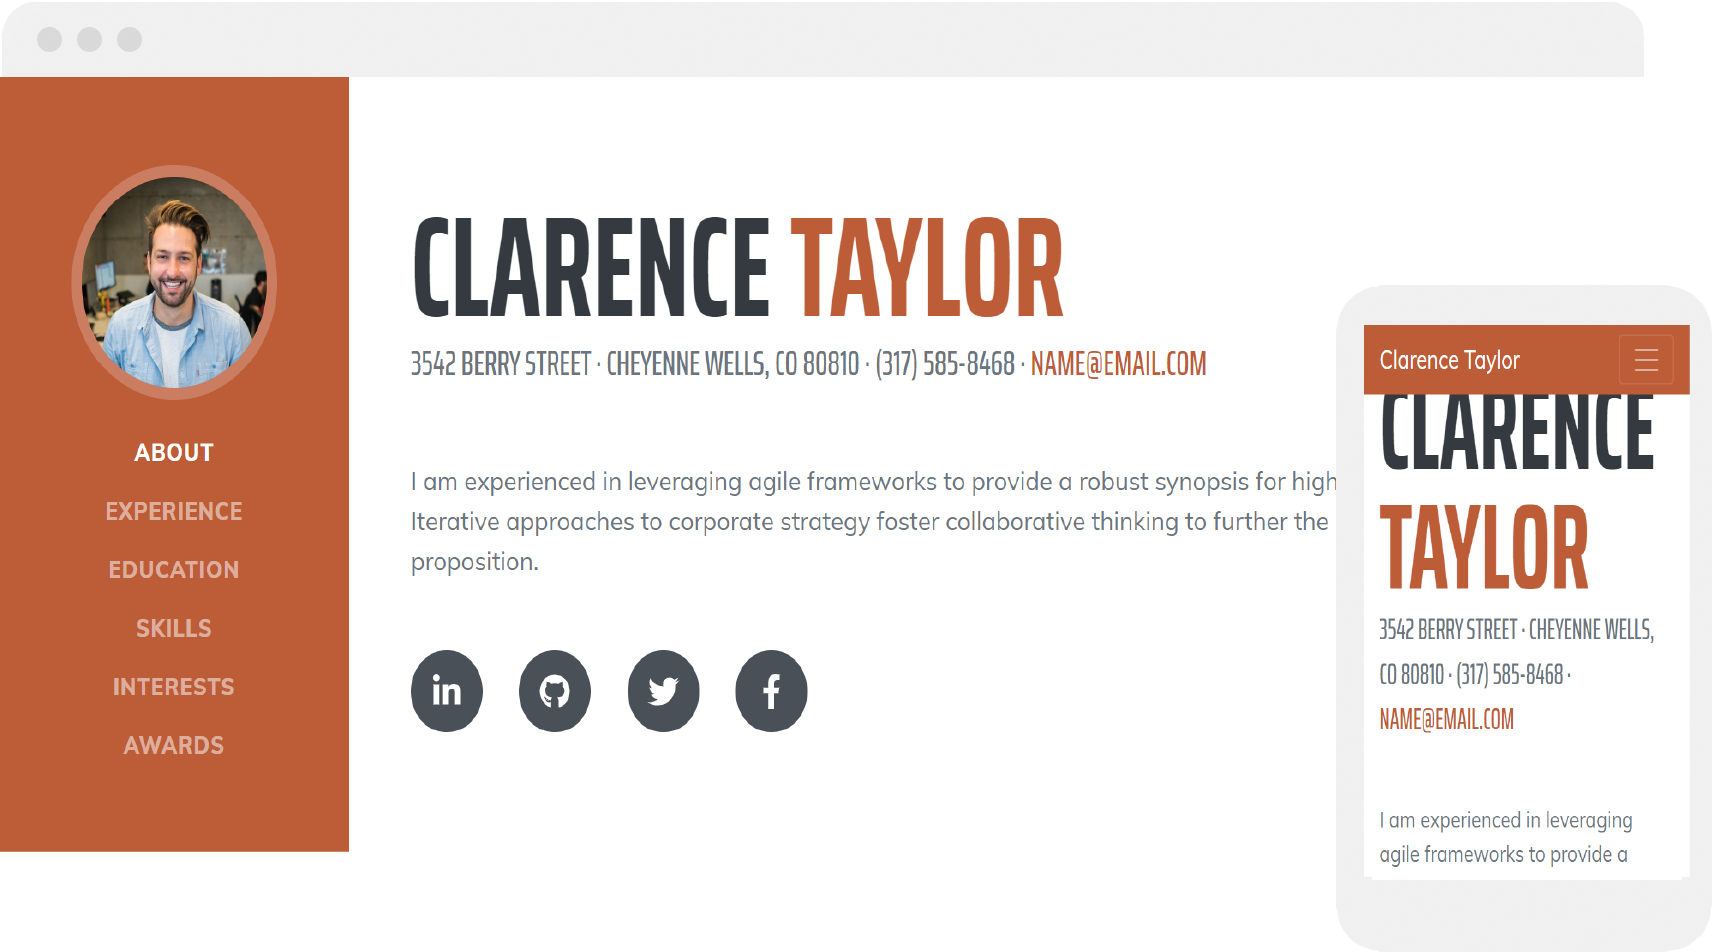 ABOUT
EXPERIENCE
EDUCATION
SKILLS
INTERESTS
AWARDS
CLARENCE TAYLOR
3542 BERRY STREET · CHEYENNE WELLS, CO 80810 · (317) 585-8468 · NAME@EMAIL.COM
I am experienced in leveraging agile frameworks to provide a robust synopsis for high
Iterative approaches to corporate strategy foster collaborative thinking to further the
proposition.
in
f
Clarence Taylor
CLARENCE
TAYLOR
3542 BERRY STREET · CHEYENNE WELLS,
CO 80810 · (317) 585-8468 ·
NAME@EMAIL.COM
I am experienced in leveraging
agile frameworks to provide a